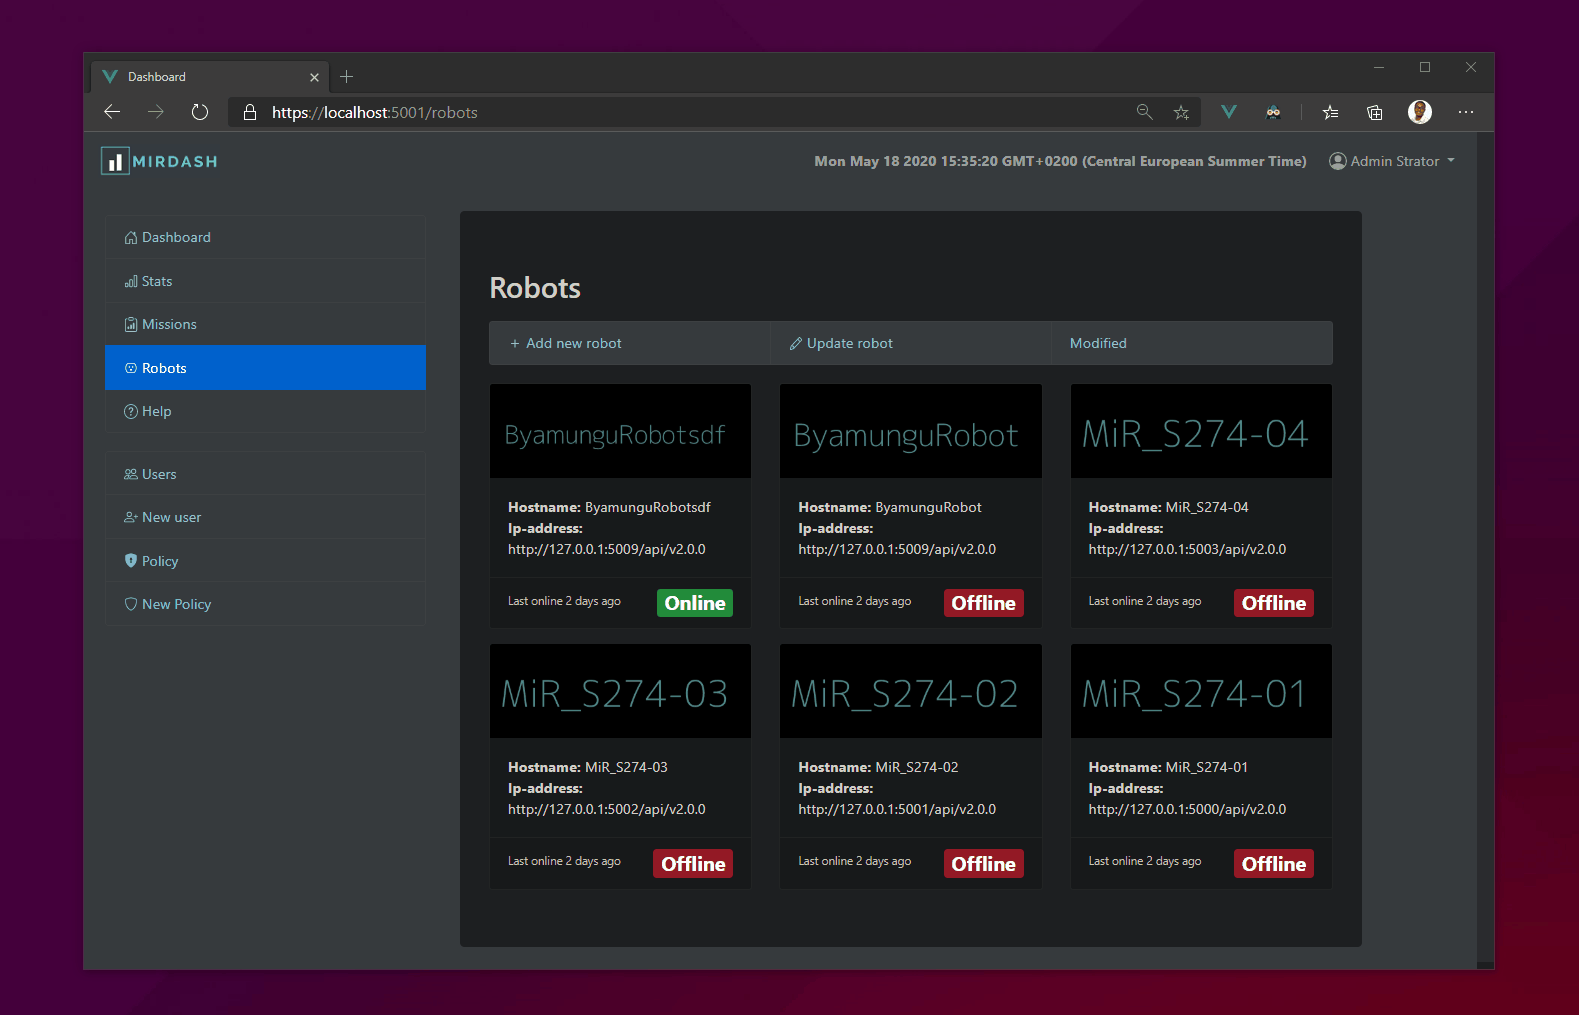 Dashboard
https://localhost:5001/robots
MIRDASH
Mon May 18 2020 15:35:20 GMT+0200 (Central European Summer Time)
Admin Strator
Dashboard
Stats
Missions
Robots
Help
Users
New user
Policy
New Policy
Robots
+ Add new robot
Update robot
Modified
ByamunguRobotsdf
Hostname: ByamunguRobotsdf
Ip-address:
http://127.0.0.1:5009/api/v2.0.0
Last online 2 days ago
Online
ByamunguRobot
Hostname: ByamunguRobot
Ip-address:
http://127.0.0.1:5009/api/v2.0.0
Last online 2 days ago
Offline
MiR_S274-04
Hostname: MiR_S274-04
Ip-address:
http://127.0.0.1:5003/api/v2.0.0
Last online 2 days ago
Offline
MiR_S274-03
Hostname: MiR_S274-03
Ip-address:
http://127.0.0.1:5002/api/v2.0.0
Last online 2 days ago
Offline
MiR_S274-02
Hostname: MiR_S274-02
Ip-address:
http://127.0.0.1:5001/api/v2.0.0
Last online 2 days ago
Offline
MiR_S274-01
Hostname: MiR_S274-01
Ip-address:
http://127.0.0.1:5000/api/v2.0.0
Last online 2 days ago
Offline